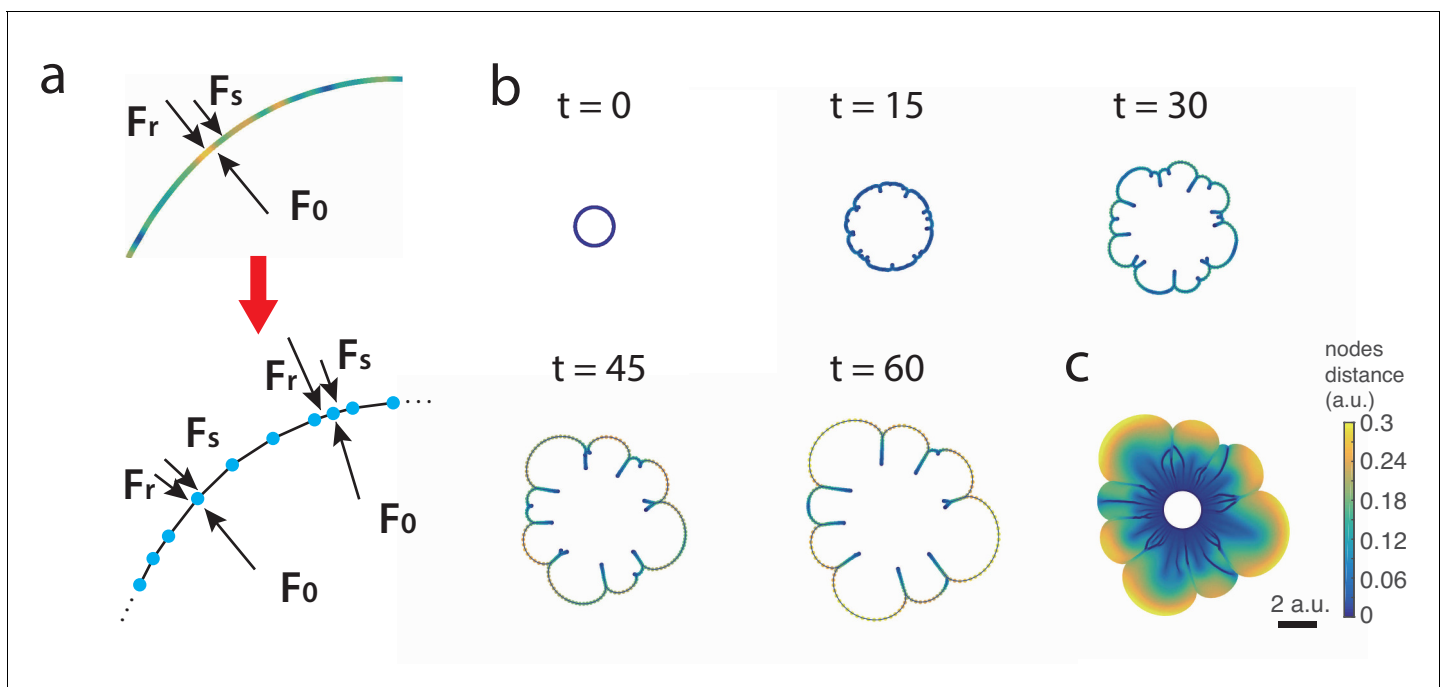 a
Fs
Fr
F0
Fs
Fr
F0
Fs
Fr
F0
b
t = 0
t = 15
t = 30
t = 45
t = 60
c
nodes
distance
(a.u.)
0.3
0.24
0.18
0.12
0.06
0
2 a.u.